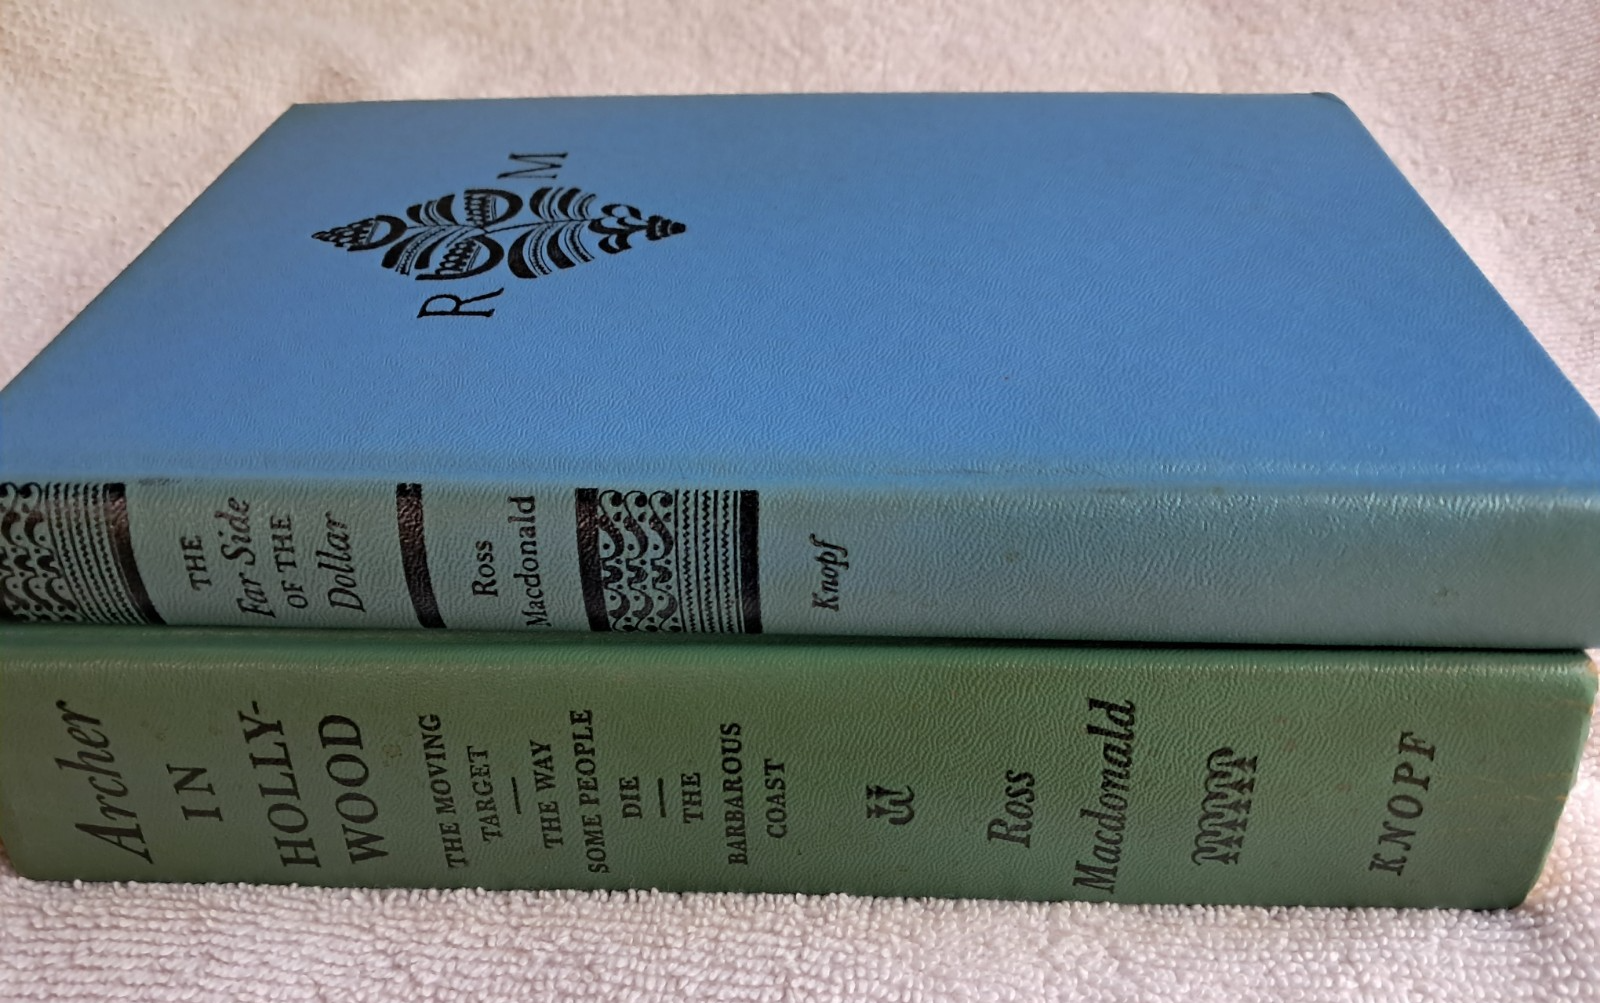 R M
THE
Far Side
OF THE
Dollar
Ross
Macdonald
Knopf
Archer
IN
HOLLY-
WOOD
THE MOVING
TARGET
THE WAY
SOME PEOPLE
DIE
THE
BARBAROUS
COAST
Ross
Macdonald
KNOPF